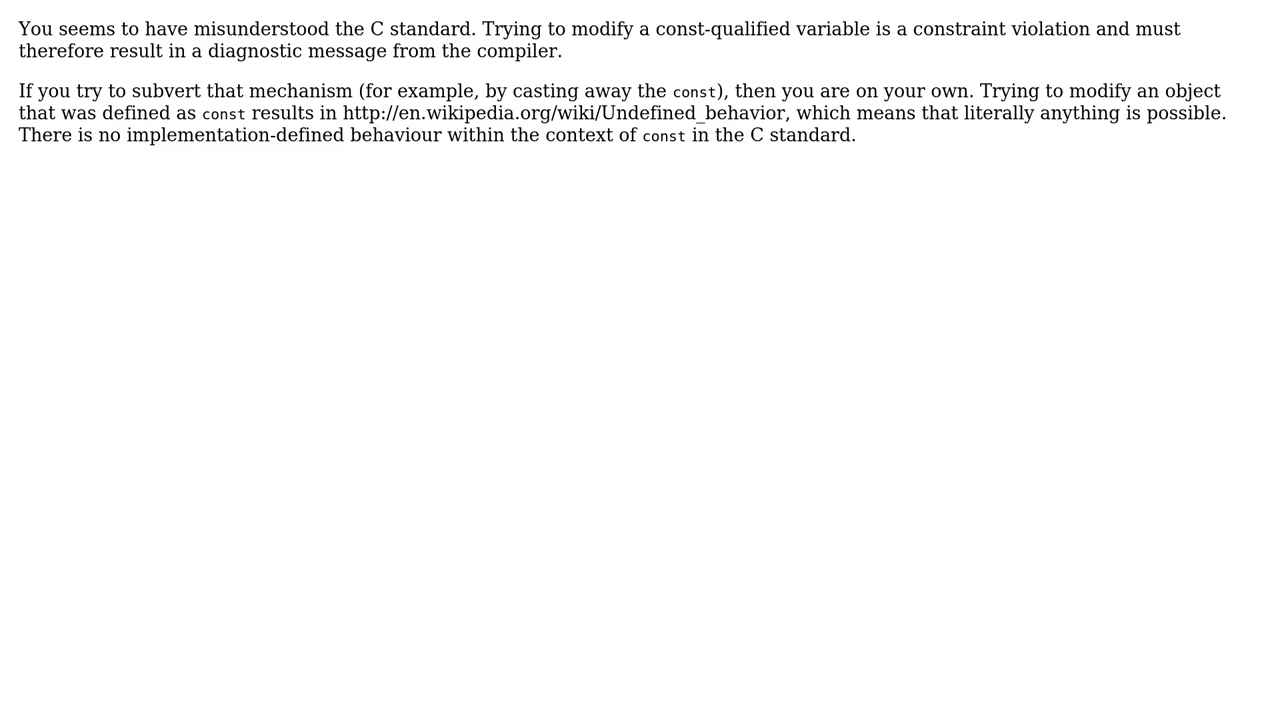 You seems to have misunderstood the C standard. Trying to modify a const-qualified variable is a constraint violation and must
therefore result in a diagnostic message from the compiler.
If you try to subvert that mechanism (for example, by casting away the const), then you are on your own. Trying to modify an object
that was defined as const results in http://en.wikipedia.org/wiki/Undefined_behavior, which means that literally anything is possible.
There is no implementation-defined behaviour within the context of const in the C standard.